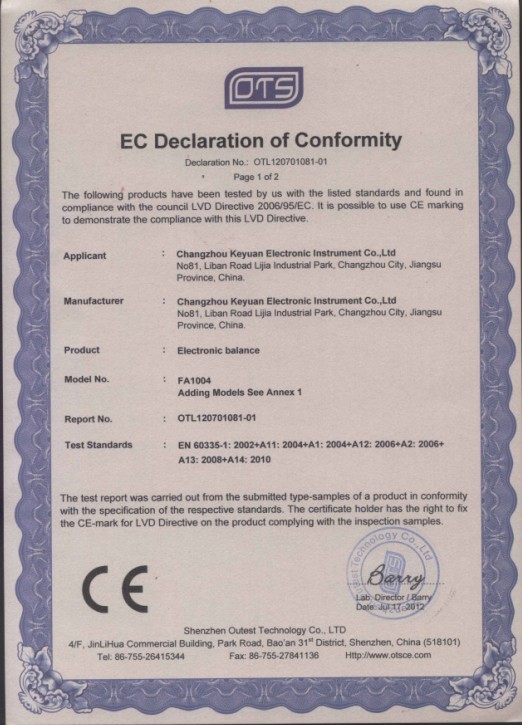 OTS
EC Declaration of Conformity
Declaration No.: OTL120701081-01
Page 1 of 2
The following products have been tested by us with the listed standards and found in
compliance with the council LVD Directive 2006/95/EC. It is possible to use CE marking
to demonstrate the compliance with this LVD Directive.
Applicant : Changzhou Keyuan Electronic Instrument Co.,Ltd
No81, Liban Road Lijia Industrial Park, Changzhou City, Jiangsu
Province, China.
Manufacturer : Changzhou Keyuan Electronic Instrument Co.,Ltd
No81, Liban Road Lijia Industrial Park, Changzhou City, Jiangsu
Province, China.
Product : Electronic balance
Model No. : FA1004
Adding Models See Annex 1
Report No. : OTL120701081-01
Test Standards : EN 60335-1: 2002+A11: 2004+A1: 2004+A12: 2006+A2: 2006+
A13: 2008+A14: 2010
The test report was carried out from the submitted type-samples of a product in conformity
with the specification of the respective standards. The certificate holder has the right to fix
the CE-mark for LVD Directive on the product complying with the inspection samples.
Technology Co., Ltd
Barry
CE
Lab. Director / Barry
Date: Jul.17, 2012
Shenzhen Outest Technology Co., LTD
4/F, JinLiHua Commercial Building, Park Road, Bao'an 31st District, Shenzhen, China (518101)
Tel: 86-755-26415344 Fax: 86-755-27841136 Http://www.otsce.com